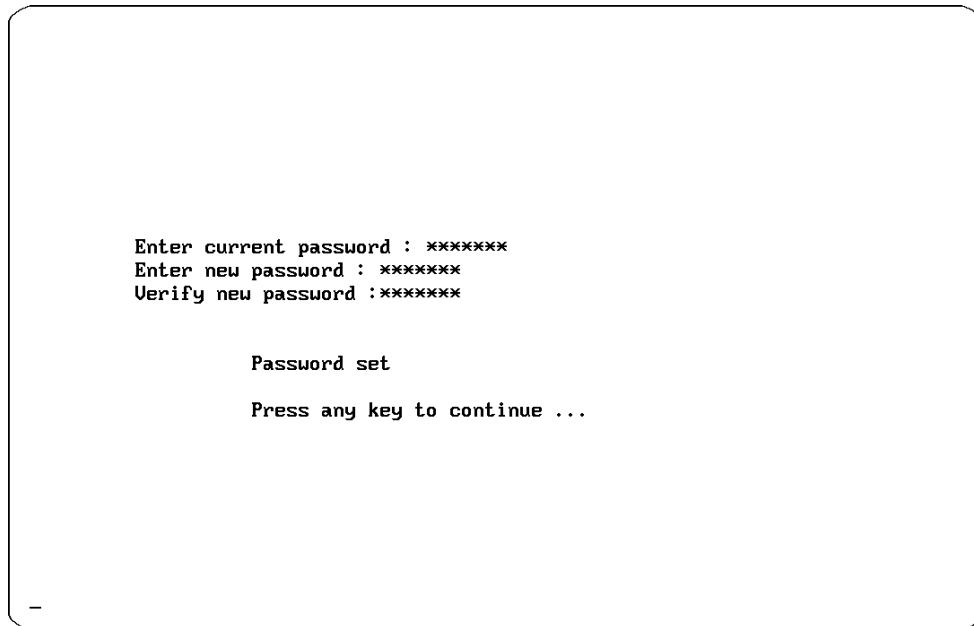 Enter current password : *******
Enter new password : *******
Verify new password :*******
Password set
Press any key to continue ...
_